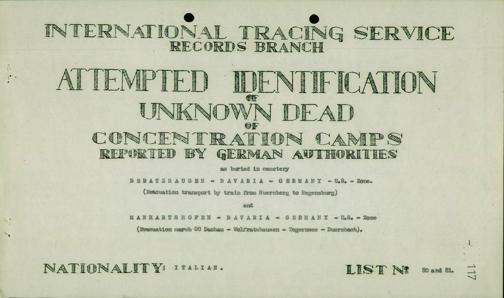 INTERNATIONAL TRACING SERVICE
RECORDS BRANCH
ATTEMPTED IDENTIFICATION
OF
UNKNOWN DEAD
OF
CONCENTRATION CAMPS
REPORTED BY GERMAN AUTHORITIES
as buried in cemetery
BERATZHAUSEN - BAVARIA - GERMANY - U.S. - Zone.
(Evacuation transport by train from Nuernberg to Regensburg)
and
- BAVARIA - GERMANY - U.S. - Zone
(Evacuation march CC Dachau - Wolfratshausen - Tegernsee - ).
NATIONALITY: ITALIAN. LIST No 80 and 81.
117